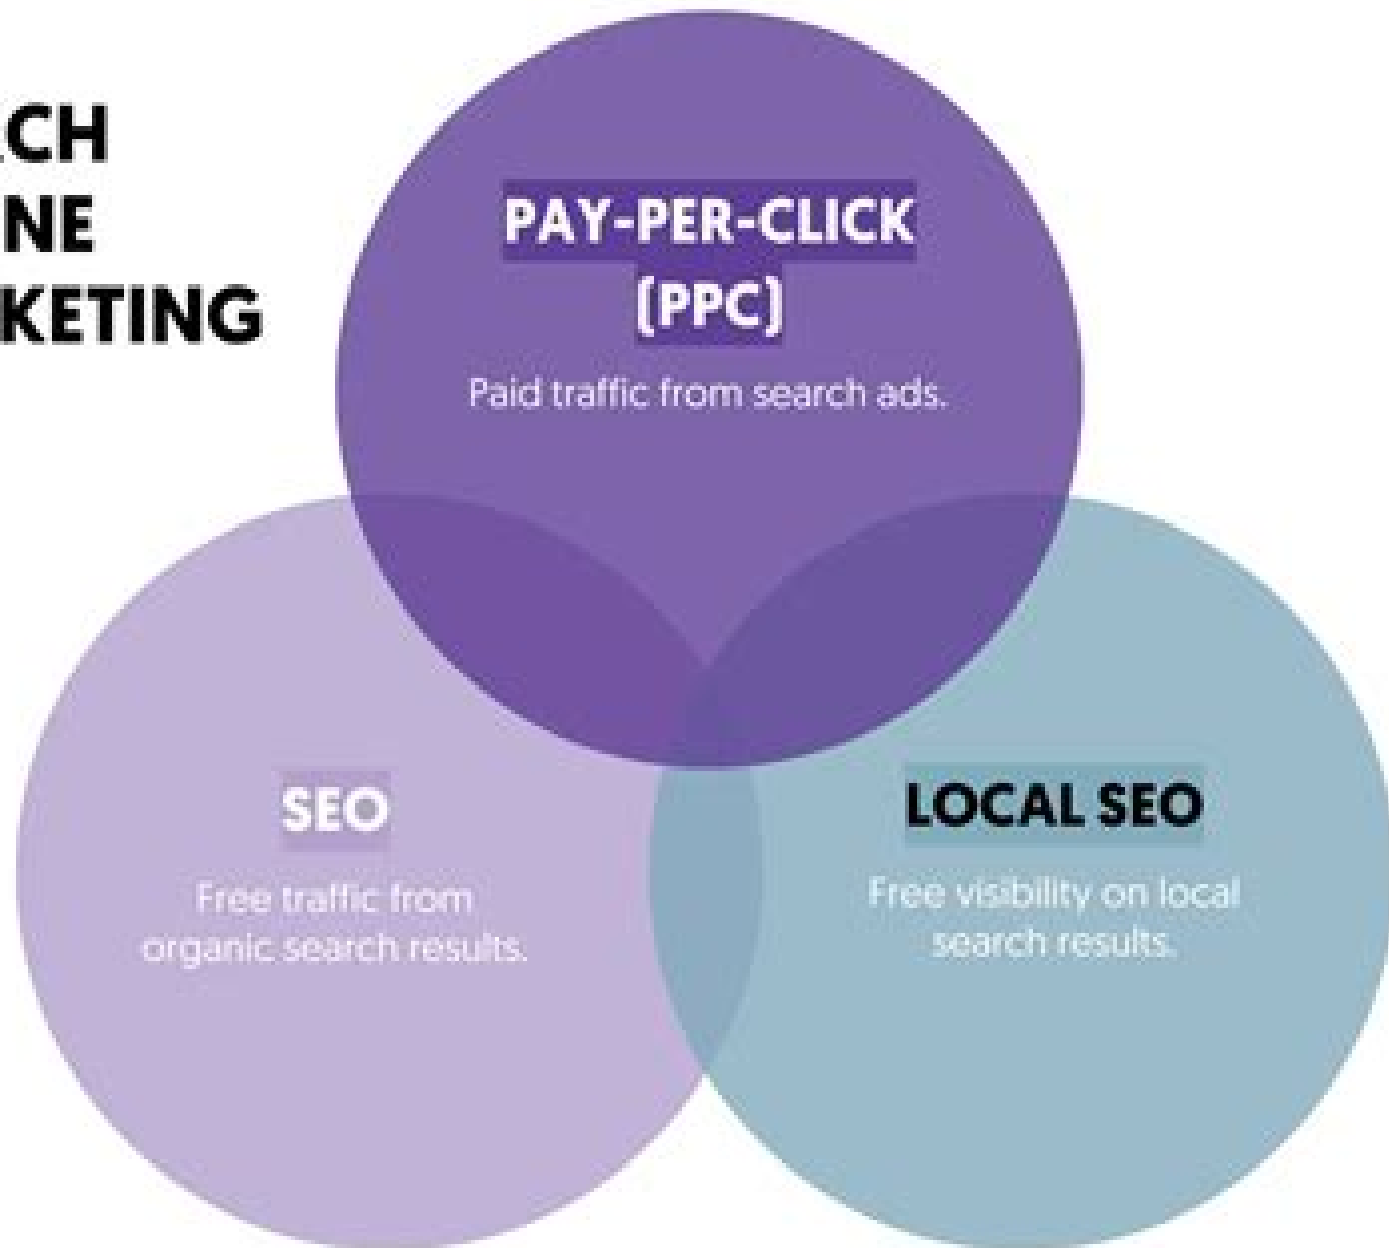 CH
NE
KETING
PAY-PER-CLICK
(PPC)
Paid traffic from search ads.
SEO
Free traffic from
organic search results.
LOCAL SEO
Free visibility on local
search results.